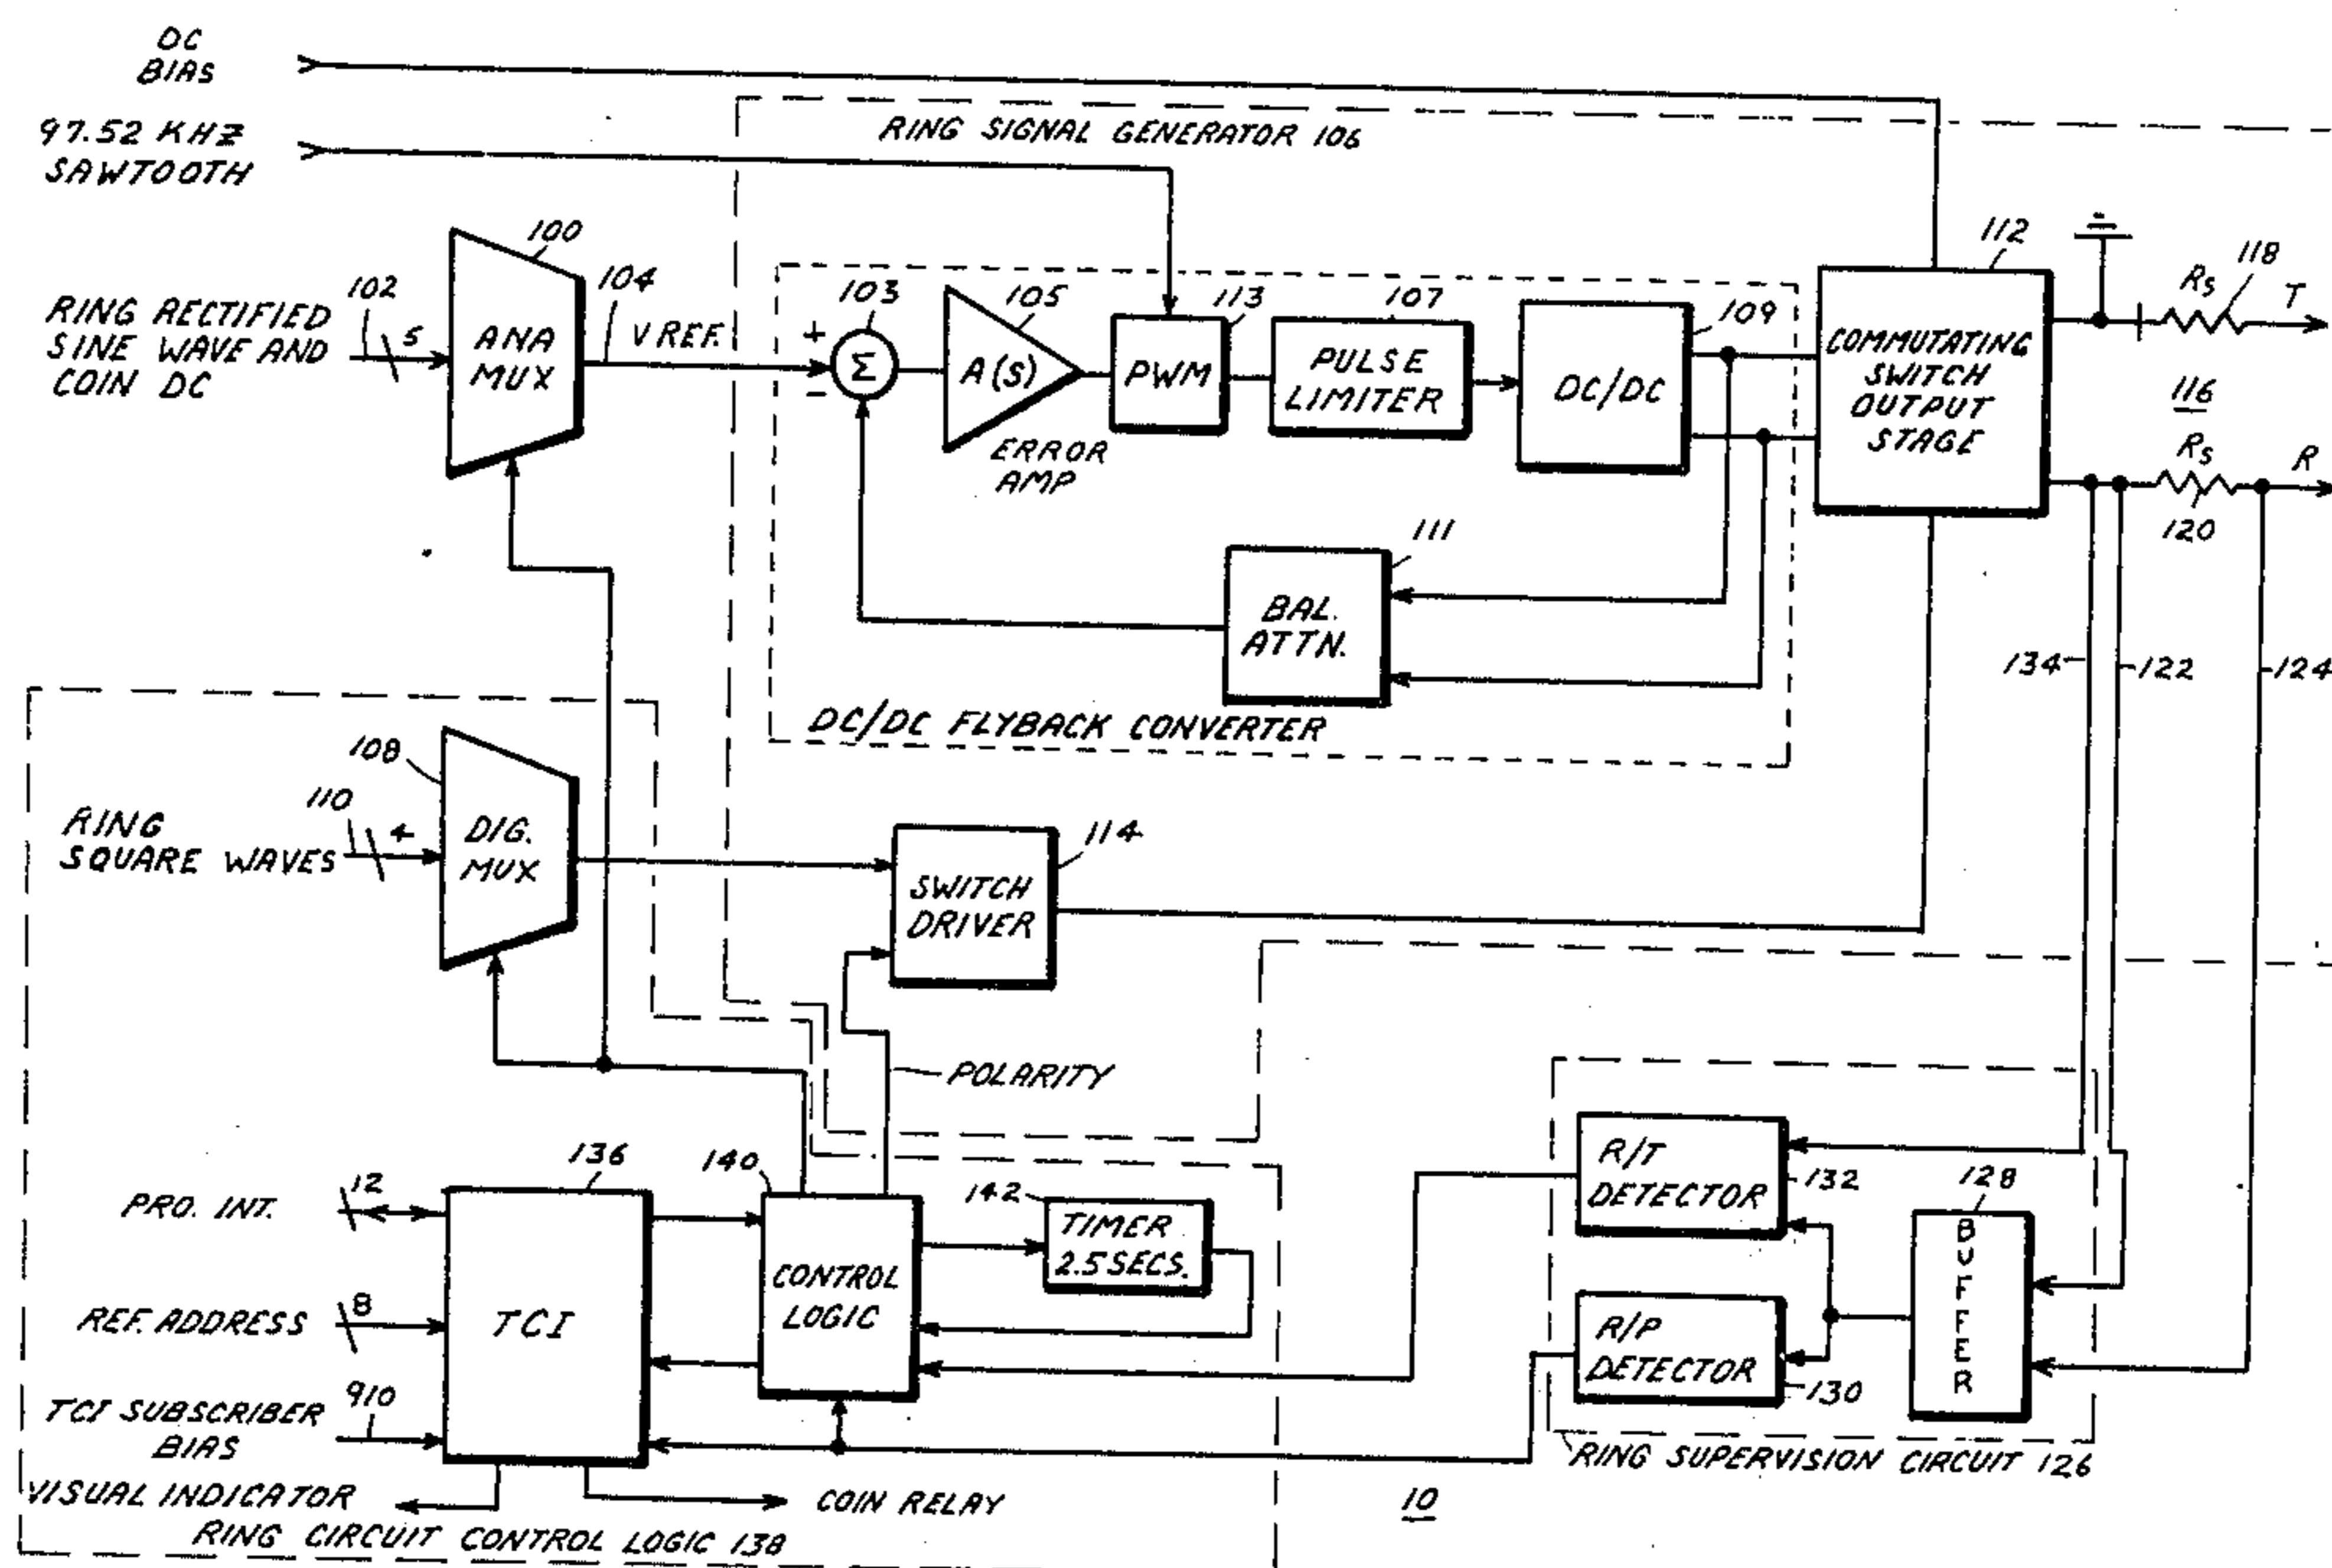 DC
BIAS
97.52 KHZ
SAWTOOTH
RING SIGNAL GENERATOR 106
100
102
5
RING RECTIFIED
SINE WAVE AND
COIN DC
ANA
MUX
104
V REF.
+
-
103
Σ
105
A(S)
ERROR
AMP
113
PWM
107
PULSE
LIMITER
109
DC/DC
112
COMMUTATING
SWITCH
OUTPUT
STAGE
RS
118
T
116
RS
120
R
111
BAL.
ATTN.
134
122
124
DC/DC FLYBACK CONVERTER
108
110
4
RING
SQUARE WAVES
DIG.
MUX
114
SWITCH
DRIVER
POLARITY
136
140
142
TIMER
2.5 SECS.
PRO. INT.
12
REF. ADDRESS
8
TCI SUBSCRIBER
BIAS
910
TCI
CONTROL
LOGIC
R/T
DETECTOR
132
128
BUFFER
R/P
DETECTOR
130
RING SUPERVISION CIRCUIT 126
VISUAL INDICATOR
COIN RELAY
10
RING CIRCUIT CONTROL LOGIC 138